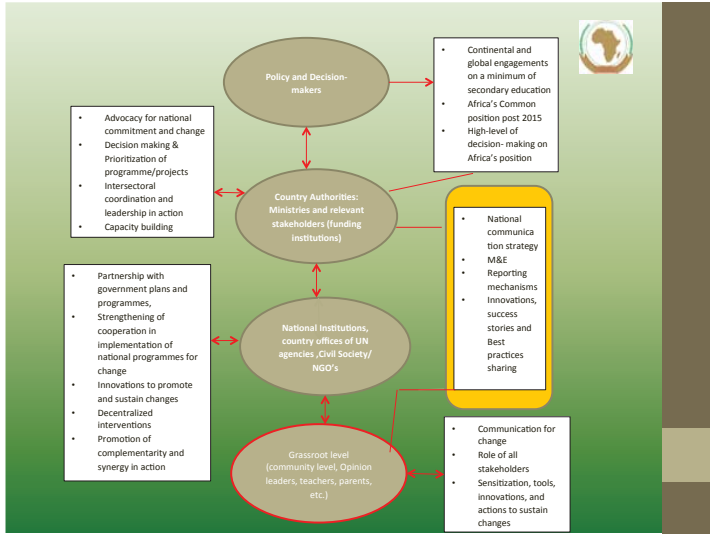 Policy and Decision-
makers
• Continental and
global engagements
on a minimum of
secondary education
• Africa's Common
position post 2015
• High-level of
decision- making on
Africa's position
• Advocacy for national
commitment and change
• Decision making &
Prioritization of
programme/projects
• Intersectoral
coordination and
leadership in action
• Capacity building
Country Authorities:
Ministries and relevant
stakeholders (funding
institutions)
• National
communica
tion strategy
• M&E
• Reporting
mechanisms
• Innovations,
success
stories and
Best
practices
sharing
• Partnership with
government plans and
programmes,
• Strengthening of
cooperation in
implementation of
national programmes for
change
• Innovations to promote
and sustain changes
• Decentralized
interventions
• Promotion of
complementarity and
synergy in action
National Institutions,
country offices of UN
agencies ,Civil Society/
NGO's
Grassroot level
(community level, Opinion
leaders, teachers, parents,
etc.)
• Communication for
change
• Role of all
stakeholders
• Sensitization, tools,
innovations, and
actions to sustain
changes